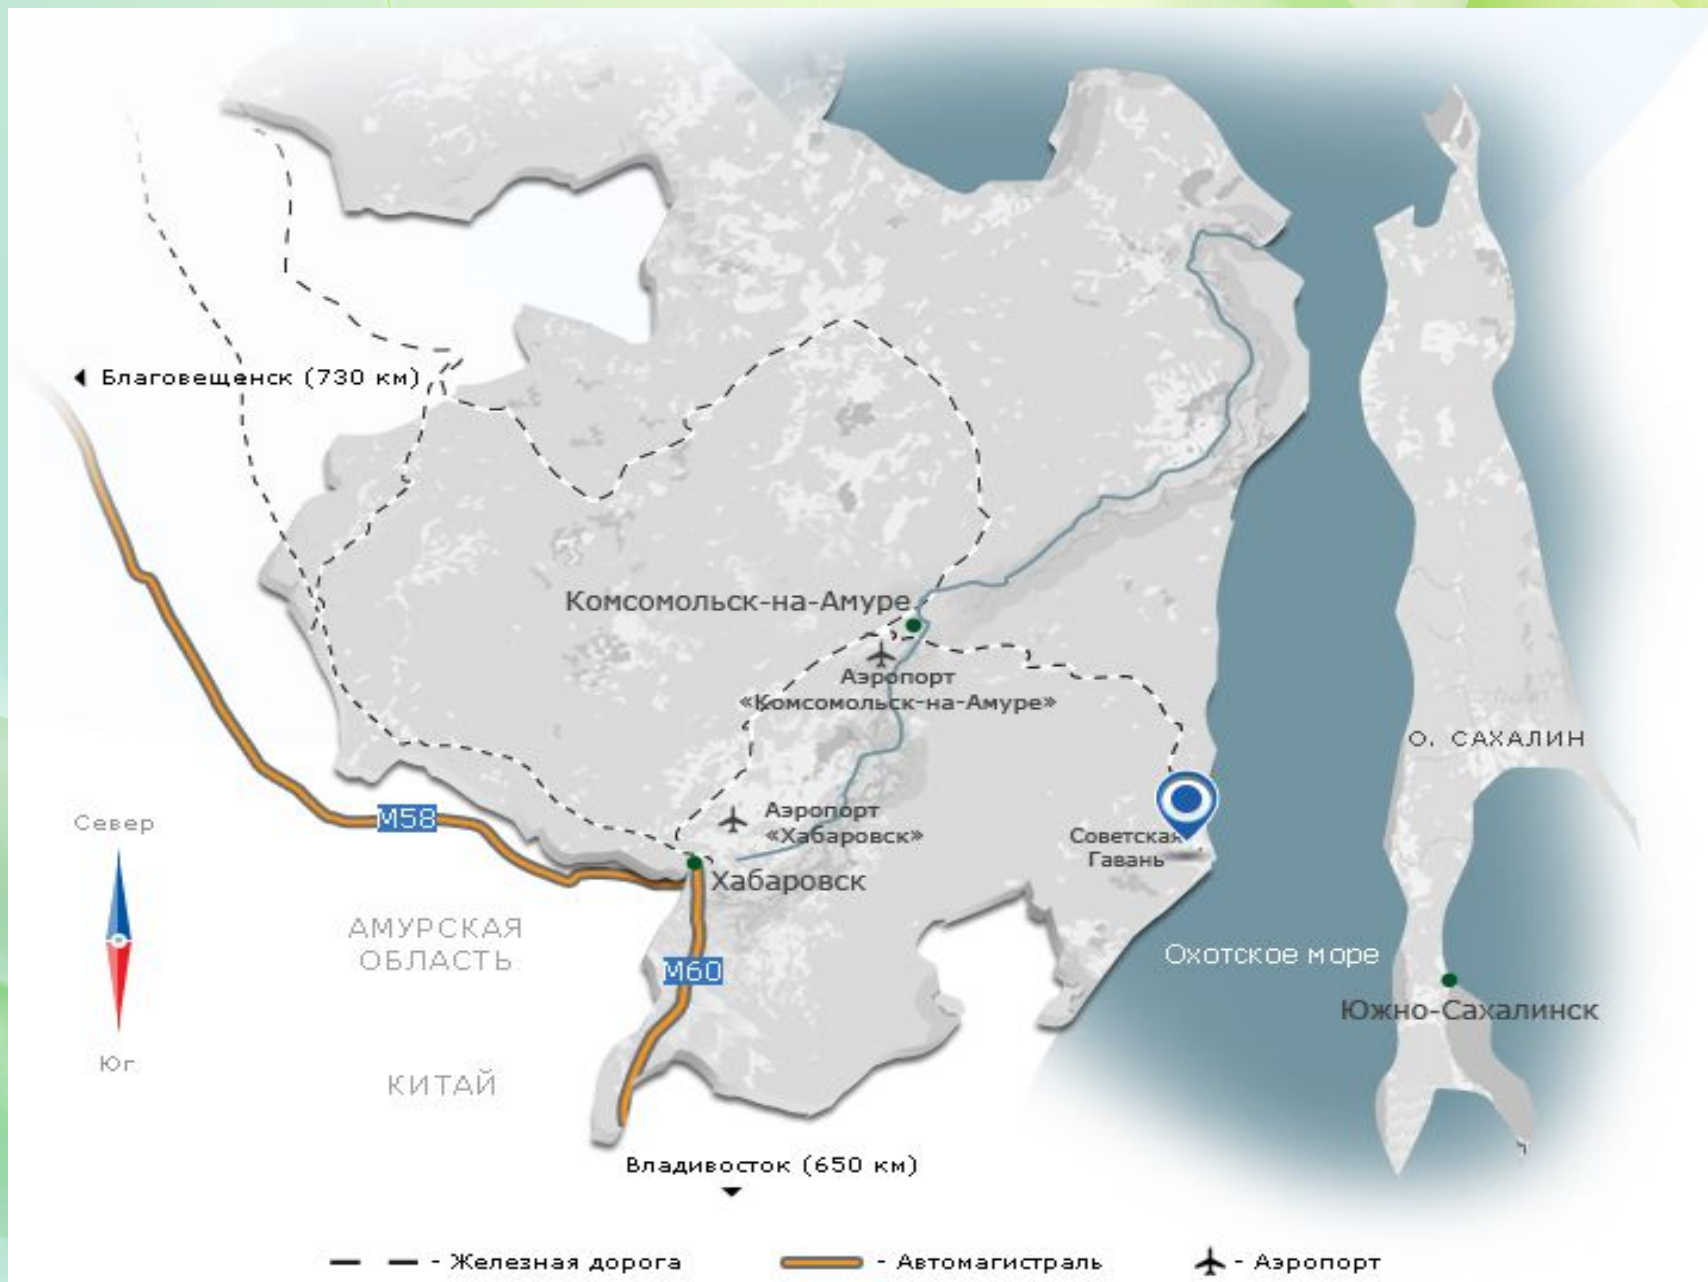 Благовещенск (730 км)
Комсомольск-на-Амуре
Аэропорт
«Комсомольск-на-Амуре»
О. САХАЛИН
М58
Аэропорт
«Хабаровск»
Советская
Гавань
Север
Хабаровск
АМУРСКАЯ
ОБЛАСТЬ
М60
Охотское море
Южно-Сахалинск
Юг
КИТАЙ
Владивосток (650 км)
- Железная дорога
- Автомагистраль
- Аэропорт